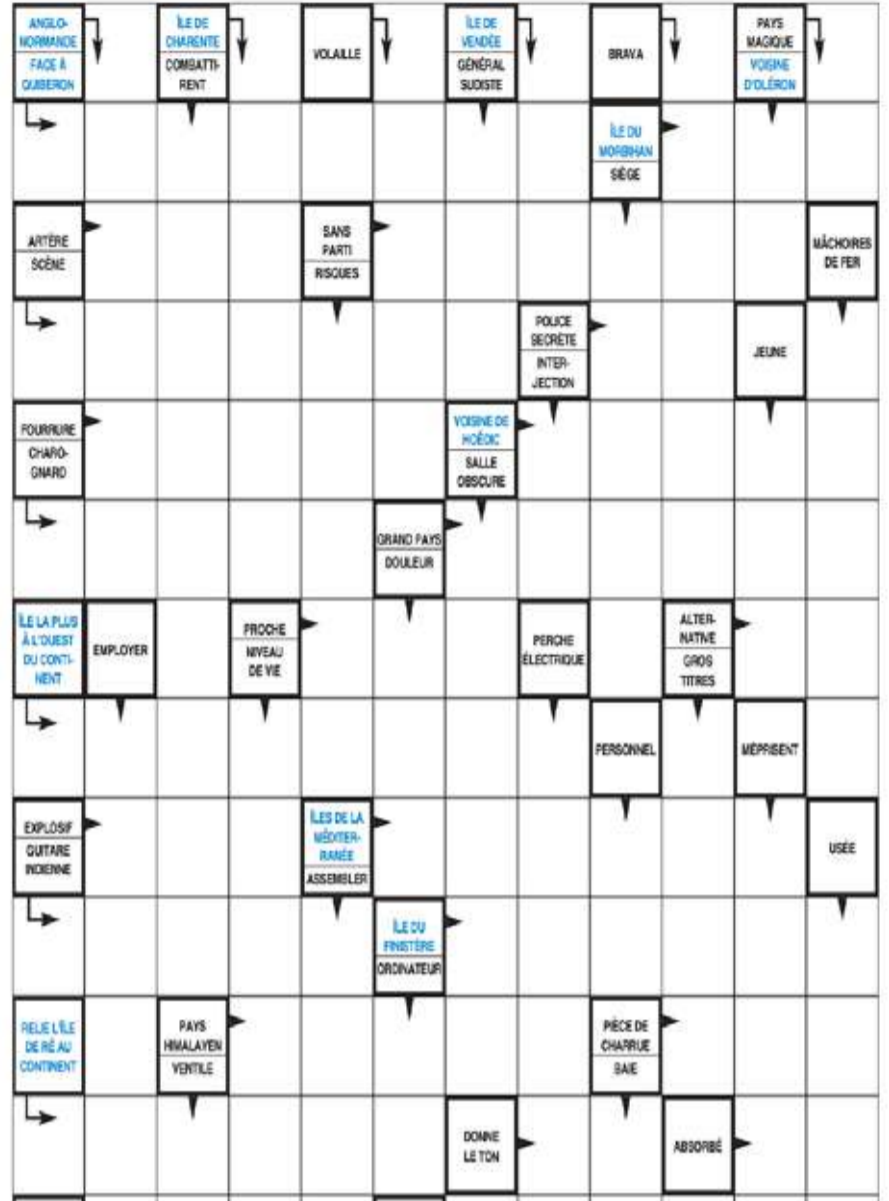 ANGLO-
NORMANDE
FACE À
QUIBERON
ÎLE DE
CHARENTE
COMBATTI-
RENT
VOLAILLE
ÎLE DE
VENDÉE
GÉNÉRAL
SUDISTE
BRAVA
PAYS
MAGIQUE
VOISINE
D'OLÉRON
ÎLE DU
MORBIHAN
SIÈGE
ARTÈRE
SCÈNE
SANS
PARTI
RISQUES
MÂCHOIRES
DE FER
POLICE
SECRÈTE
INTER-
JECTION
JEUNE
FOURRURE
CHARO-
GNARD
VOISINE DE
HOËDIC
SALLE
OBSCURE
GRAND PAYS
DOULEUR
ÎLE LA PLUS
À L'OUEST
DU CONTI-
NENT
EMPLOYER
PROCHE
NIVEAU
DE VIE
PERCHE
ÉLECTRIQUE
ALTER-
NATIVE
GROS
TITRES
PERSONNEL
MÉPRISENT
EXPLOSIF
GUITARE
INDIENNE
ÎLES DE LA
MÉDITER-
RANÉE
ASSEMBLER
USÉE
ÎLE DU
FINISTÈRE
ORDINATEUR
RELIE L'ÎLE
DE RÉ AU
CONTINENT
PAYS
HIMALAYEN
VENTILE
PIÈCE DE
CHARRUE
BAIE
DONNE
LE TON
ABSORBÉ